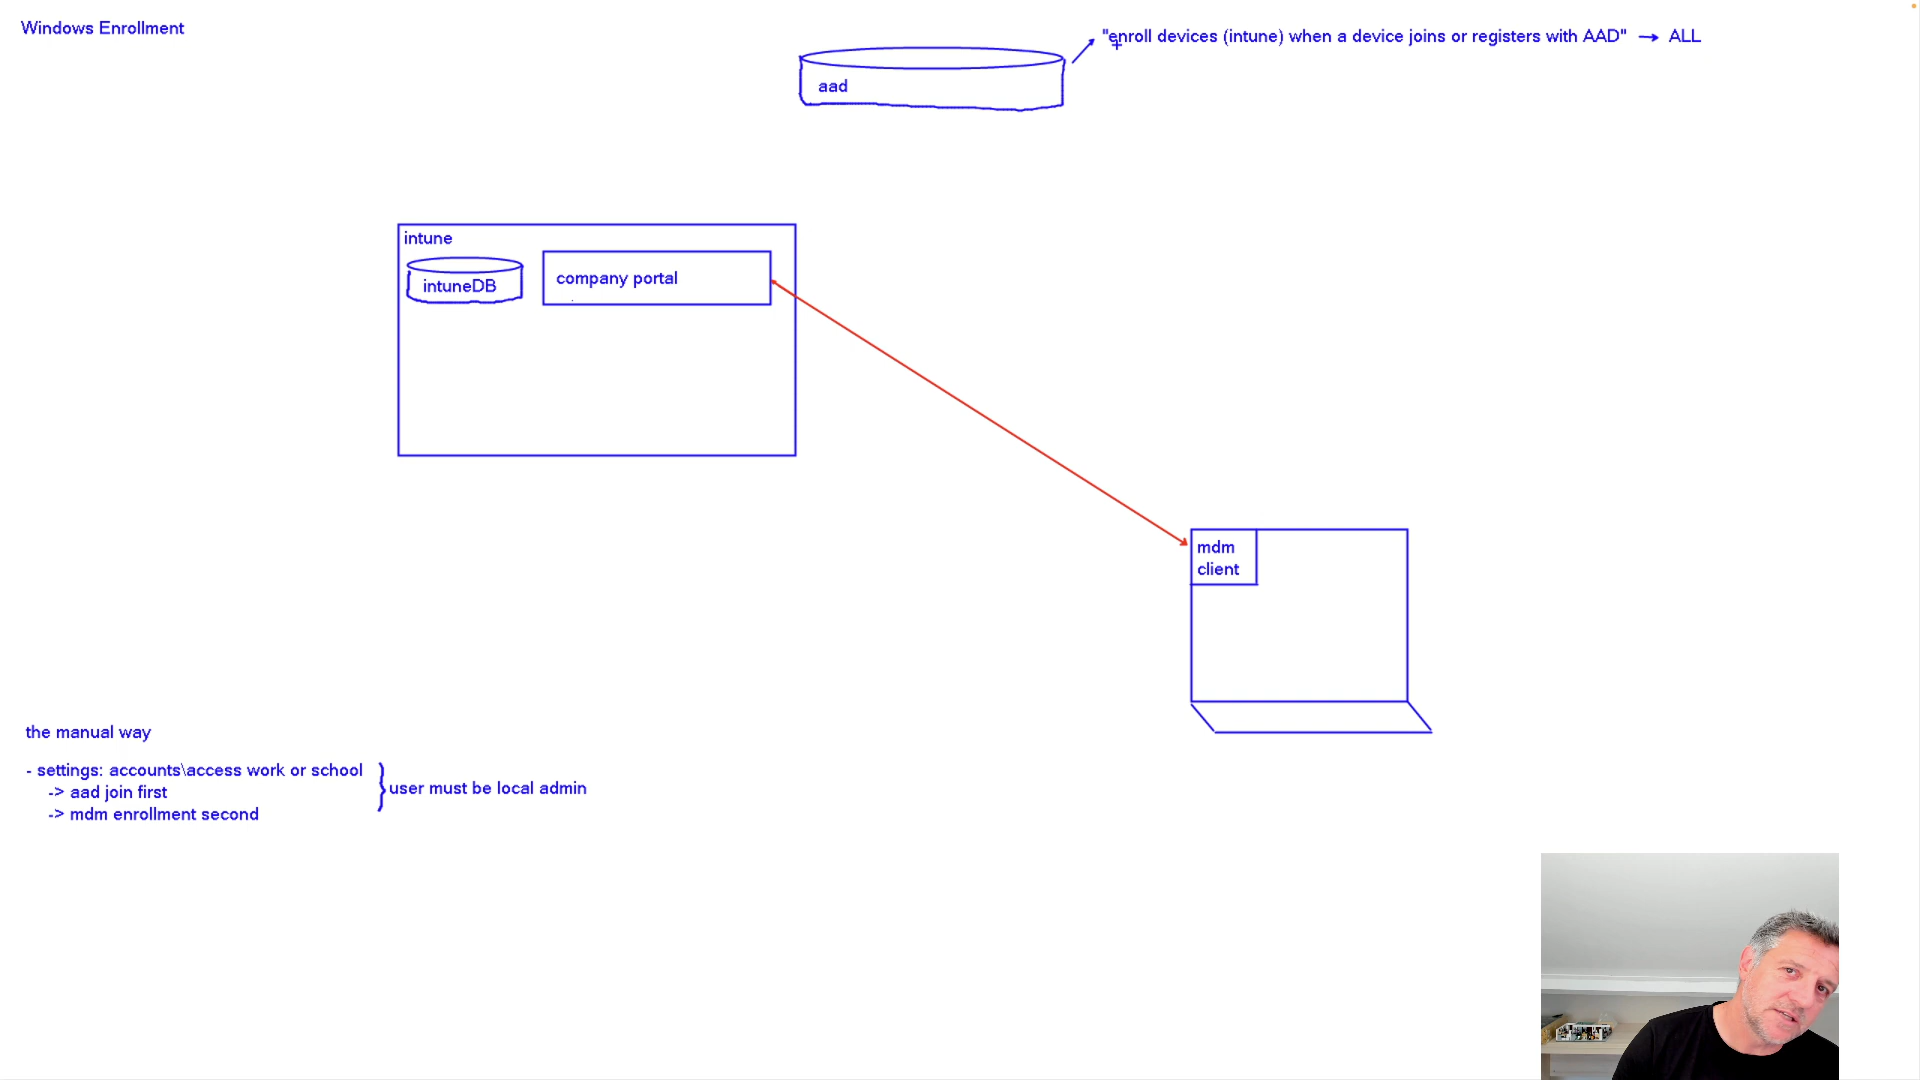 Windows Enrollment
"enroll devices (intune) when a device joins or registers with AAD" → ALL
aad
intune
intuneDB
company portal
mdm
client
the manual way
- settings: accounts\access work or school
-> aad join first
-> mdm enrollment second
user must be local admin